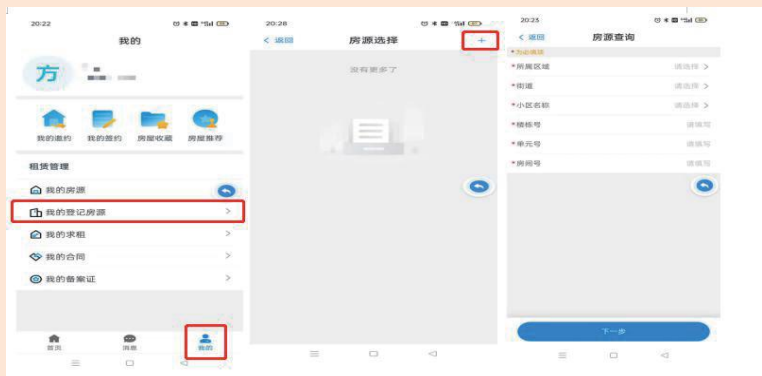 20:22
我的
方
我的邀约
我的签约
房屋收藏
房屋推荐
租赁管理
我的房源
我的登记房源
我的求租
我的合同
我的备案证
首页
消息
我的
20:28
< 返回
房源选择
+
没有更多了
20:23
< 返回
房源查询
*为必填项
*所属区域
请选择 >
*街道
请选择 >
*小区名称
请选择 >
*楼栋号
请填写
*单元号
请填写
*房间号
请填写
下一步